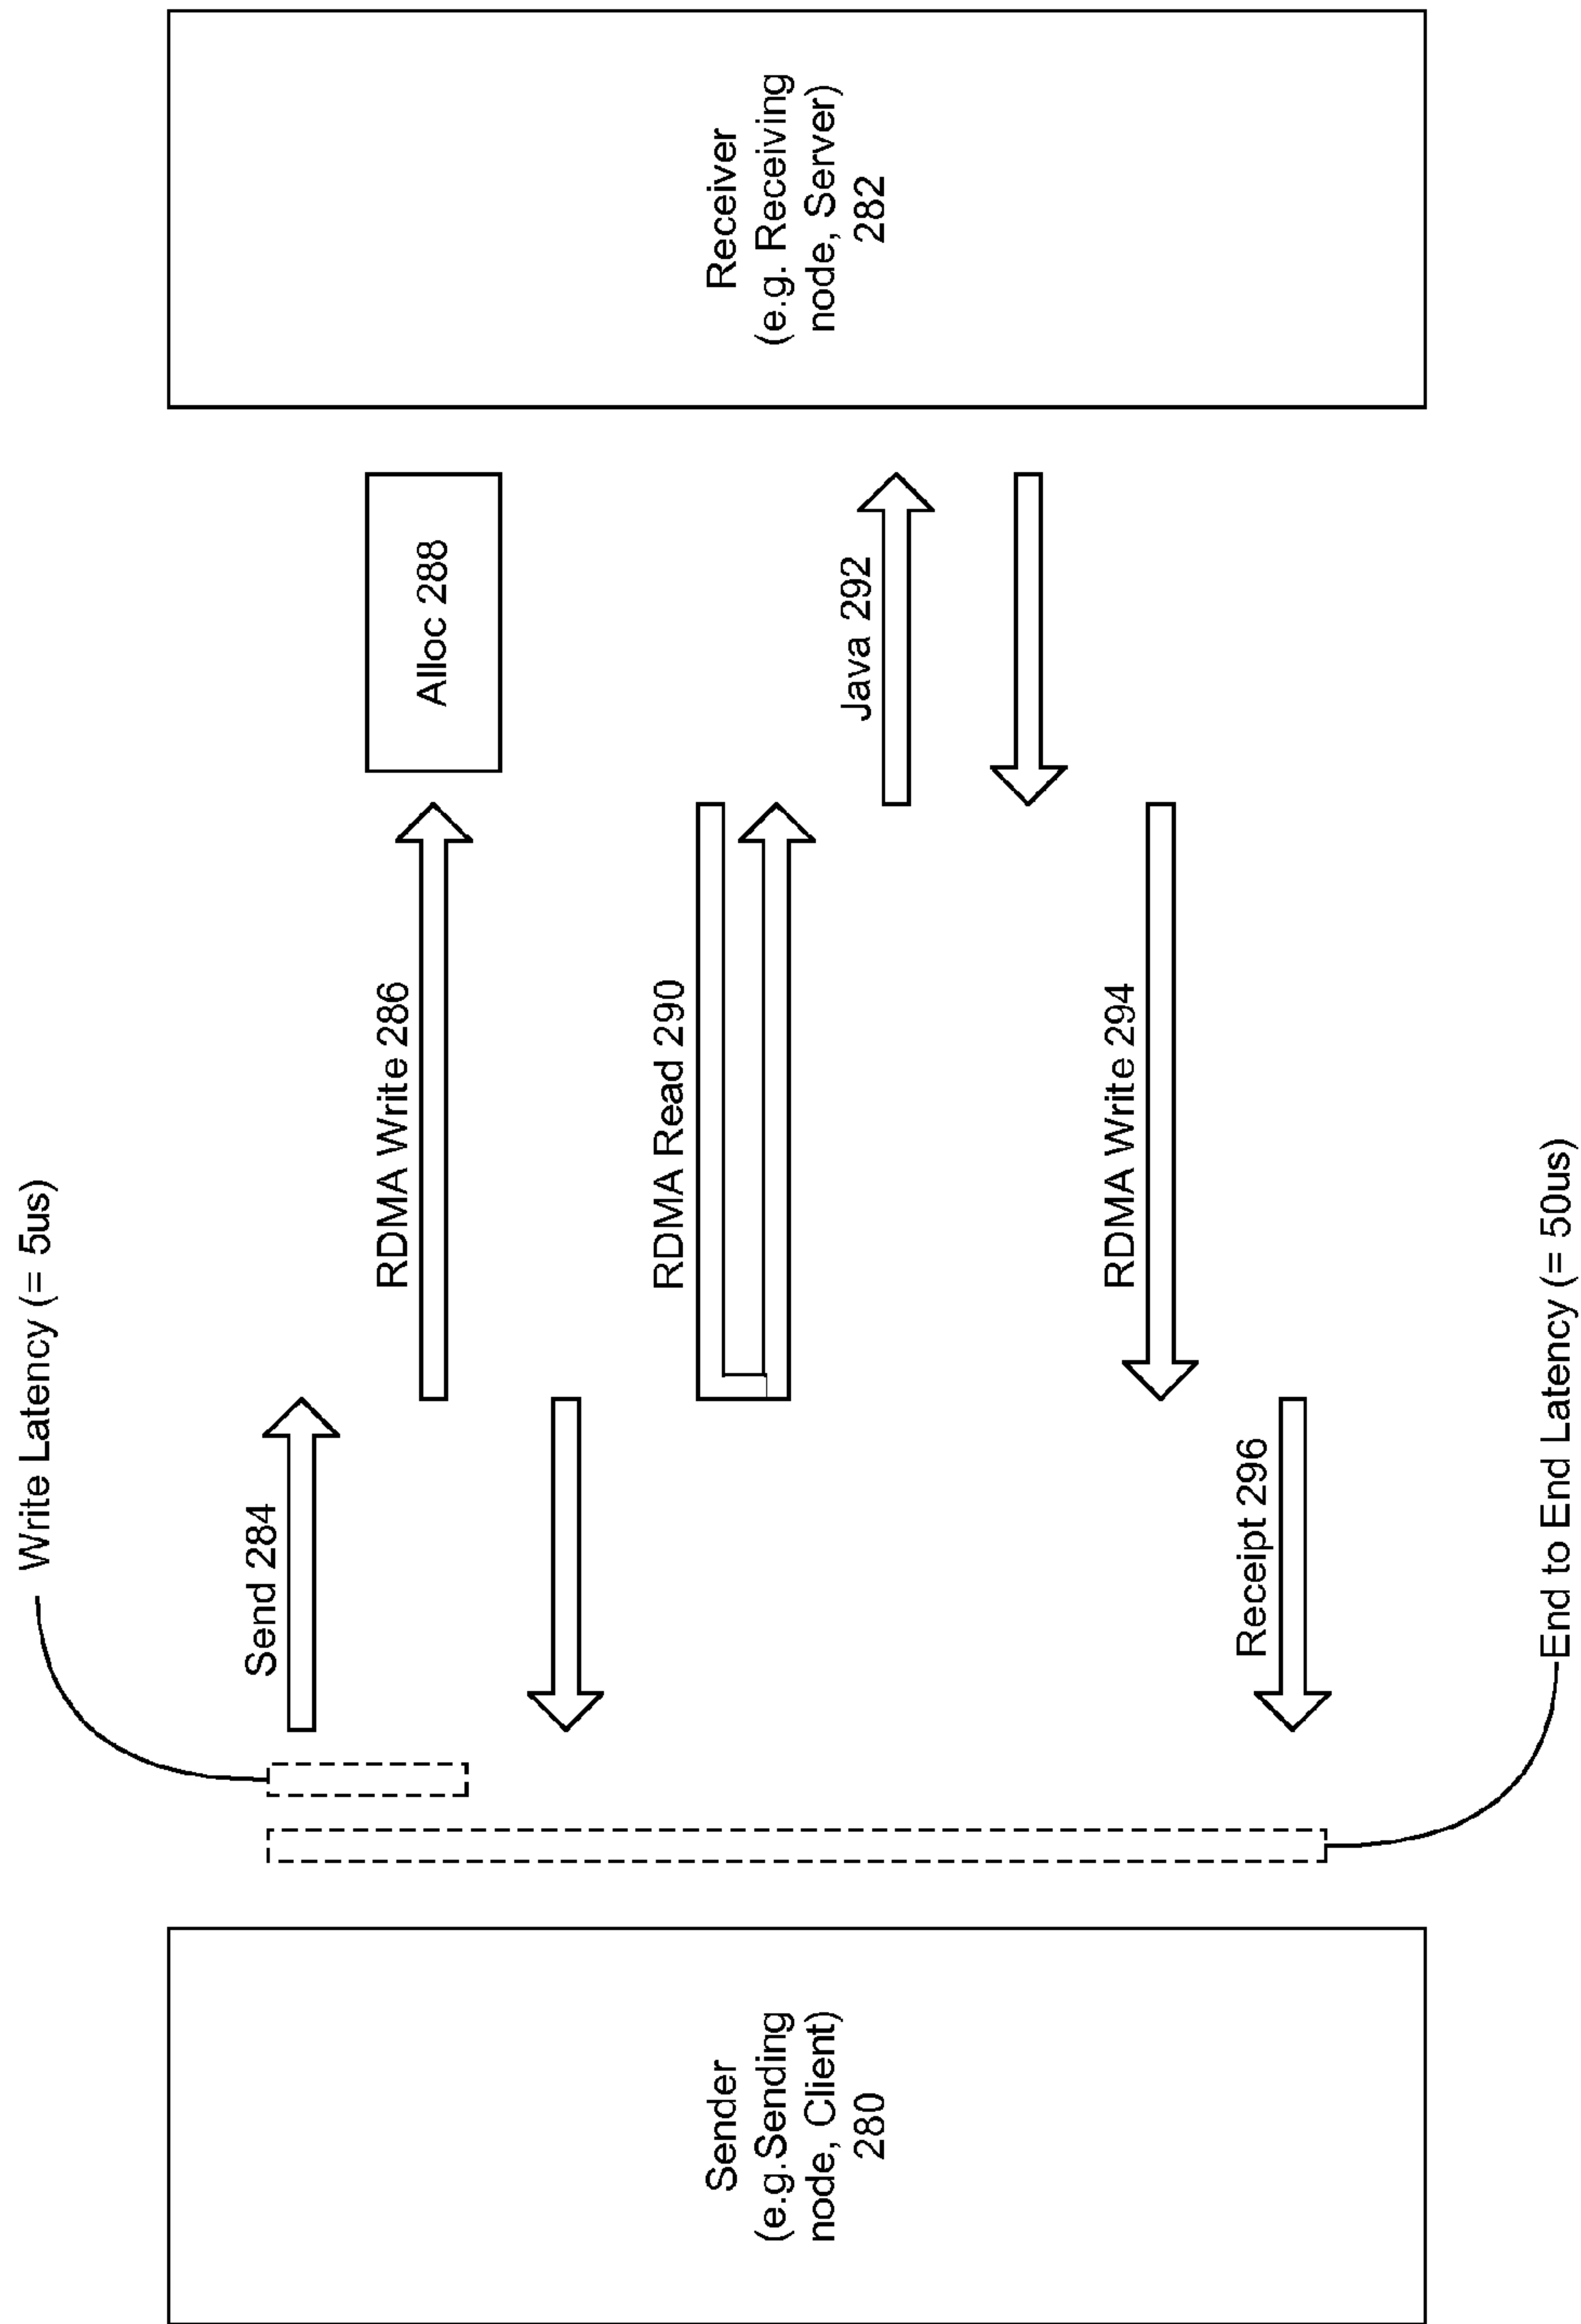 Write Latency (= 5us)
Send 284
RDMA Write 286
Alloc 288
RDMA Read 290
Java 292
RDMA Write 294
Receipt 296
End to End Latency (= 50us)
Sender
(e.g.Sending
node, Client)
280
Receiver
(e.g. Receiving
node, Server)
282